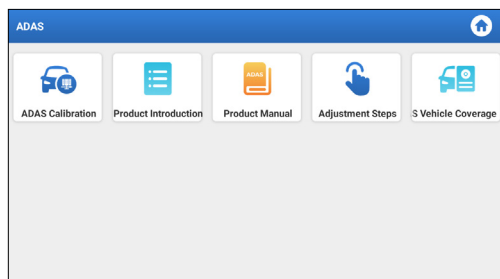 ADAS
ADAS
ADAS Calibration
Product Introduction
Product Manual
Adjustment Steps
S Vehicle Coverage